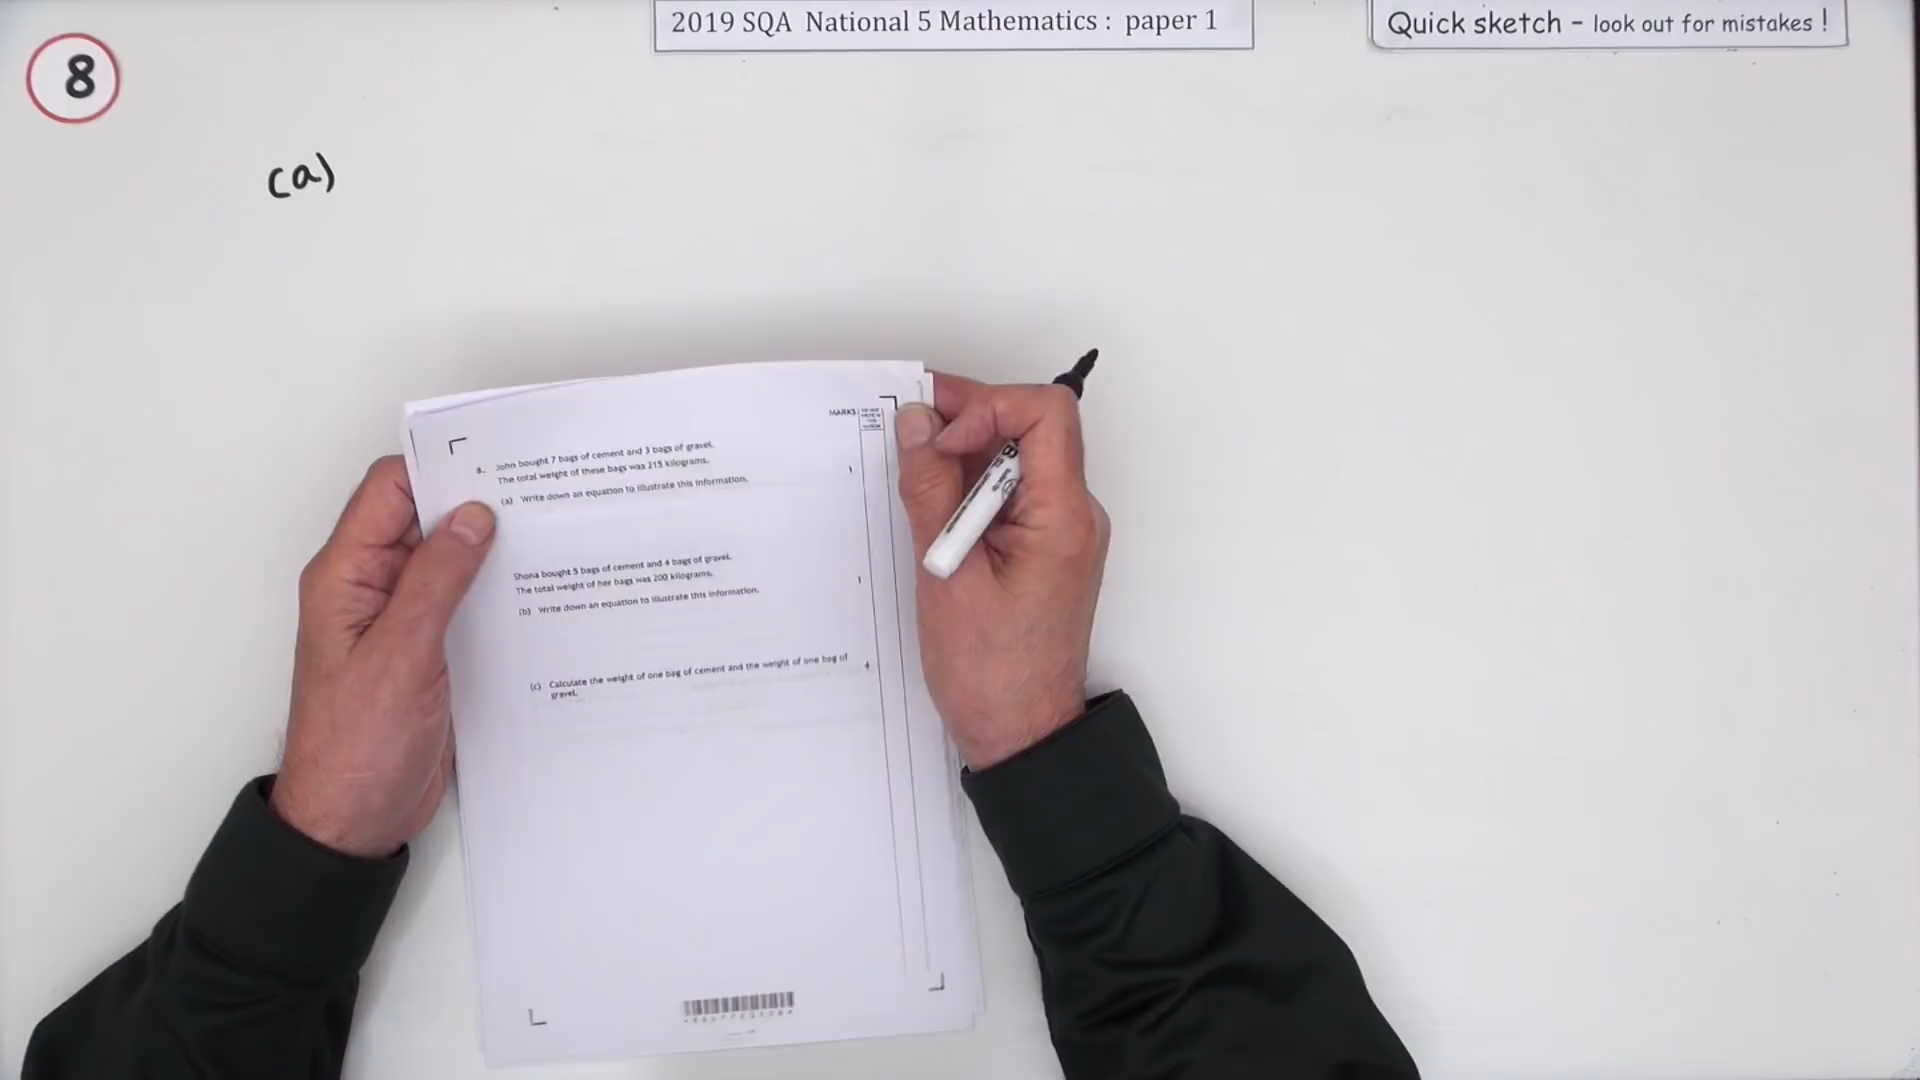 2019 SQA National 5 Mathematics : paper 1
Quick sketch – look out for mistakes !
8
(a)
MARKS
8. John bought 7 bags of cement and 3 bags of gravel.
The total weight of these bags was 215 kilograms.
(a) Write down an equation to illustrate this information. 1
Shona bought 5 bags of cement and 4 bags of gravel.
The total weight of her bags was 200 kilograms.
(b) Write down an equation to illustrate this information. 1
(c) Calculate the weight of one bag of cement and the weight of one bag of 4
gravel.